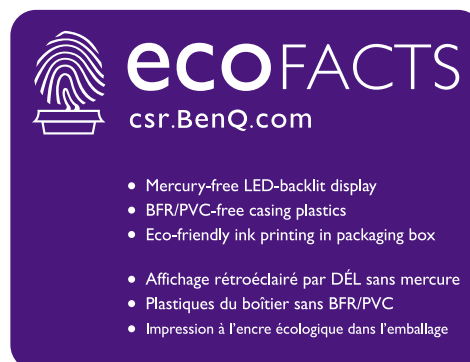 ecoFACTS
csr.BenQ.com
• Mercury-free LED-backlit display
• BFR/PVC-free casing plastics
• Eco-friendly ink printing in packaging box
• Affichage rétroéclairé par DÉL sans mercure
• Plastiques du boîtier sans BFR/PVC
• Impression à l'encre écologique dans l'emballage